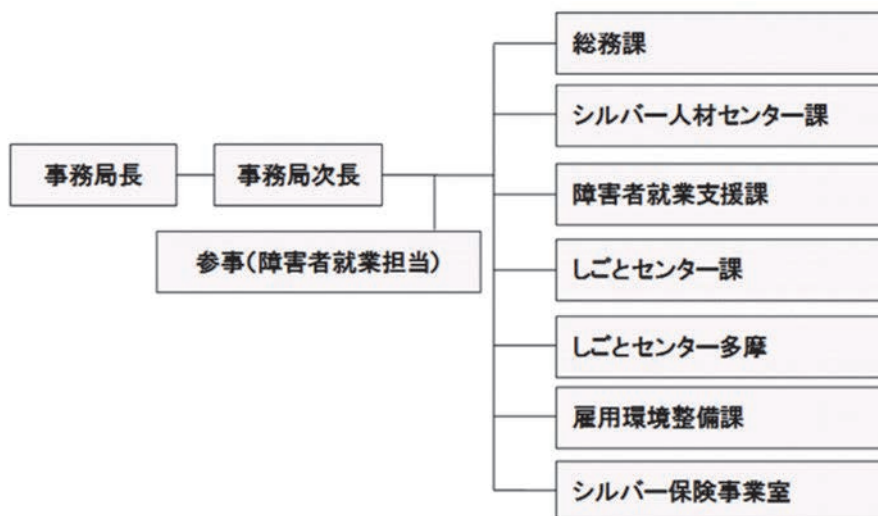 事務局長
事務局次長
参事(障害者就業担当)
総務課
シルバー人材センター課
障害者就業支援課
しごとセンター課
しごとセンター多摩
雇用環境整備課
シルバー保険事業室